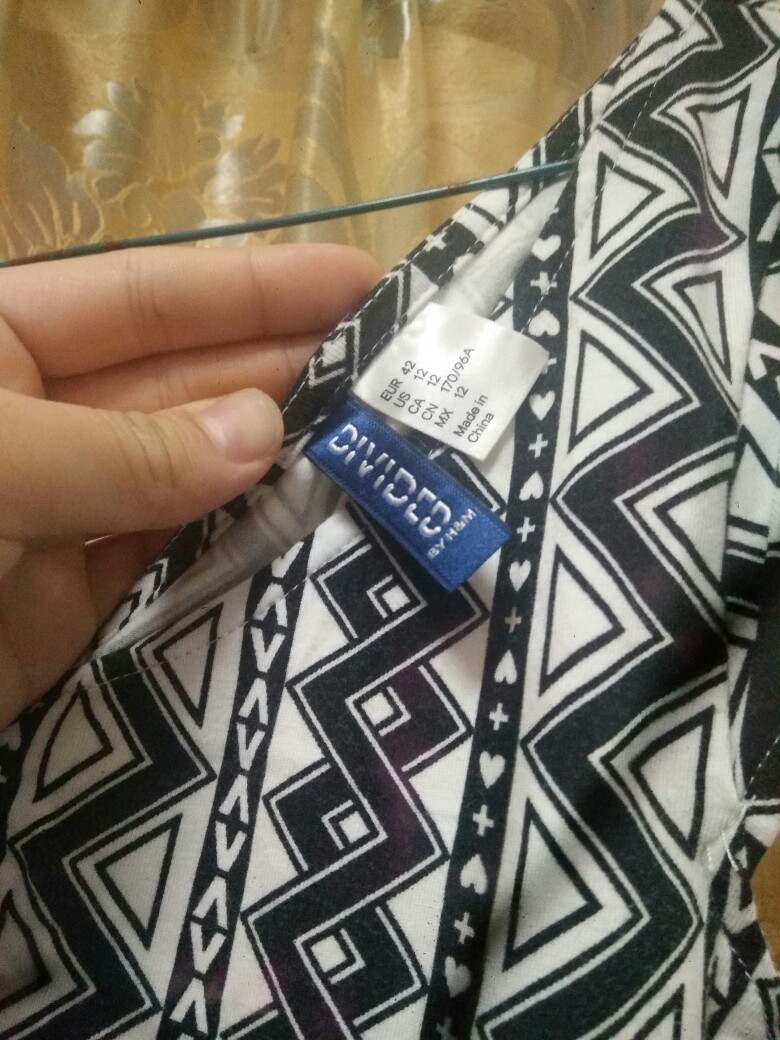 EUR 42
US 12
CA 12
CN 170/96A
MX 12
Made in
China
DIVIDED
BY H&M